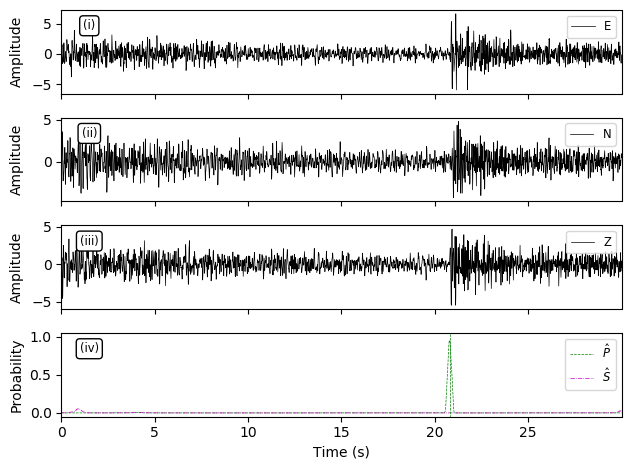 (i)
E
Amplitude
5
0
−5
(ii)
N
Amplitude
5
0
(iii)
Z
Amplitude
5
0
−5
(iv)
P̂
Ŝ
Probability
1.0
0.5
0.0
0 5 10 15 20 25
Time (s)